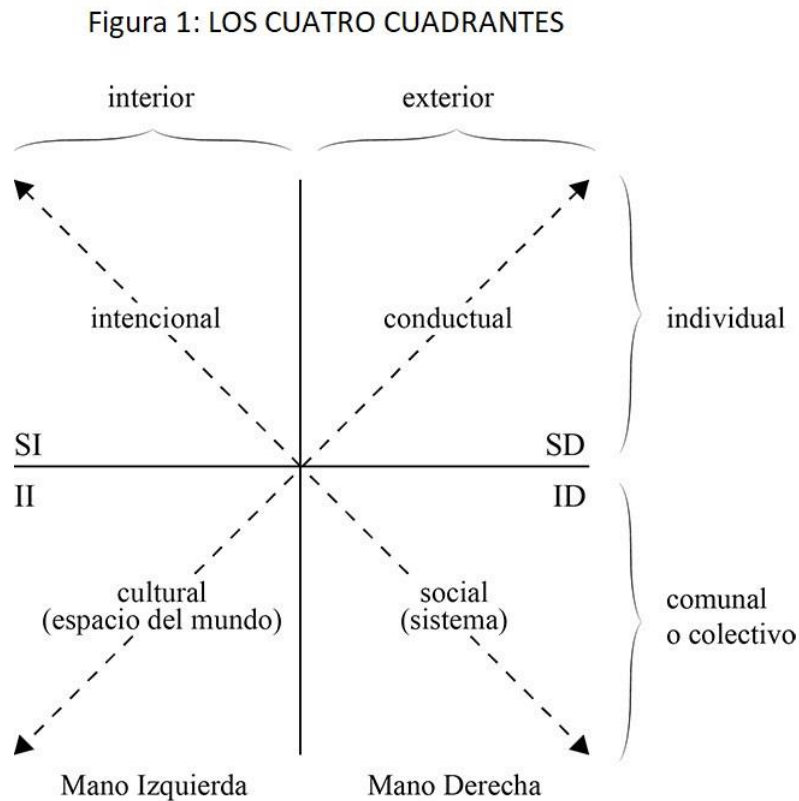 Figura 1: LOS CUATRO CUADRANTES
interior
exterior
intencional
conductual
individual
SI
SD
II
ID
cultural
(espacio del mundo)
social
(sistema)
comunal
o colectivo
Mano Izquierda
Mano Derecha